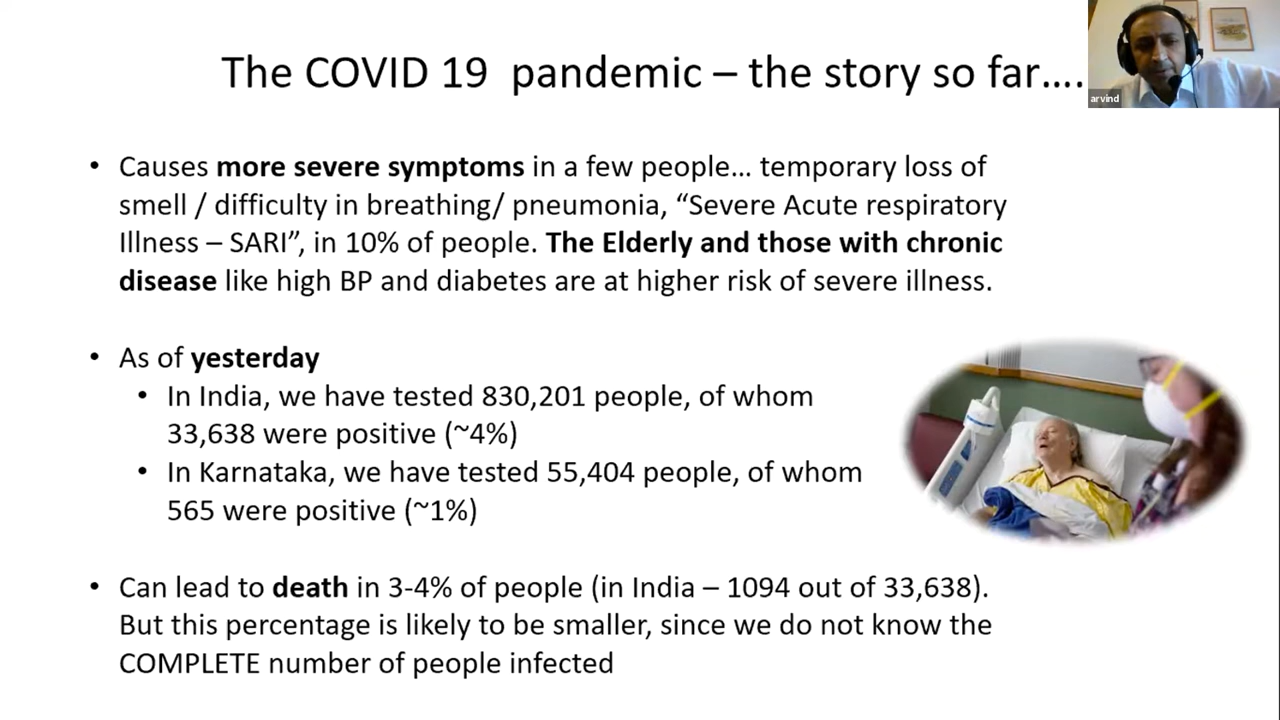 The COVID 19  pandemic – the story so far….
arvind
• Causes more severe symptoms in a few people… temporary loss of
smell / difficulty in breathing/ pneumonia, “Severe Acute respiratory
Illness – SARI”, in 10% of people. The Elderly and those with chronic
disease like high BP and diabetes are at higher risk of severe illness.
• As of yesterday
• In India, we have tested 830,201 people, of whom
33,638 were positive (~4%)
• In Karnataka, we have tested 55,404 people, of whom
565 were positive (~1%)
• Can lead to death in 3-4% of people (in India – 1094 out of 33,638).
But this percentage is likely to be smaller, since we do not know the
COMPLETE number of people infected